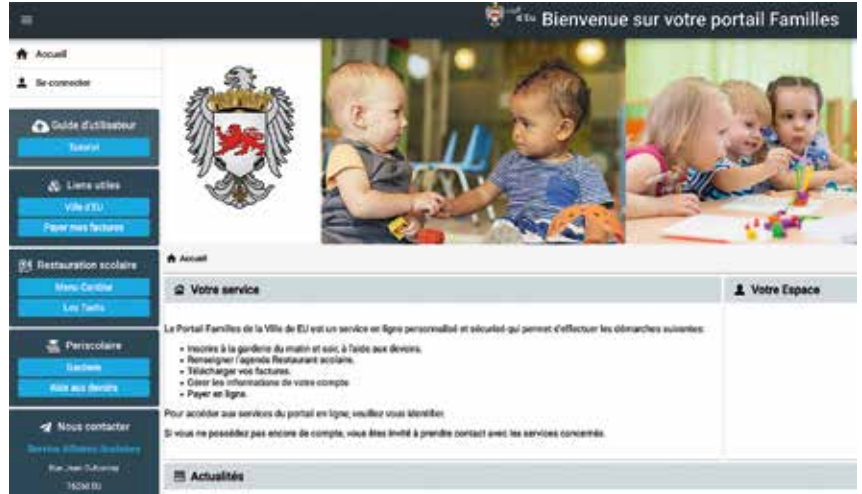 Bienvenue sur votre portail Familles
Accueil
Se connecter
Guide d'utilisateur
Tutoriel
Liens utiles
Ville d'EU
Payer mes factures
Restauration scolaire
Menu Cantine
Les Tarifs
Periscolaire
Garderie
Aide aux devoirs
Nous contacter
Service Affaires Scolaires
76260 EU
Accueil
Votre service
Le Portail Familles de la Ville de EU est un service en ligne personnalisé et sécurisé qui permet d'effectuer les démarches suivantes:
Inscrire à la garderie du matin et soir, à l'aide aux devoirs.
Renseigner l'agenda Restaurant scolaire.
Télécharger vos factures.
Gérer les informations de votre compte
Payer en ligne.
Pour accéder aux services du portail en ligne, veuillez vous identifier.
Si vous ne possédez pas encore de compte, vous êtes invité à prendre contact avec les services concernés.
Actualités
Votre Espace